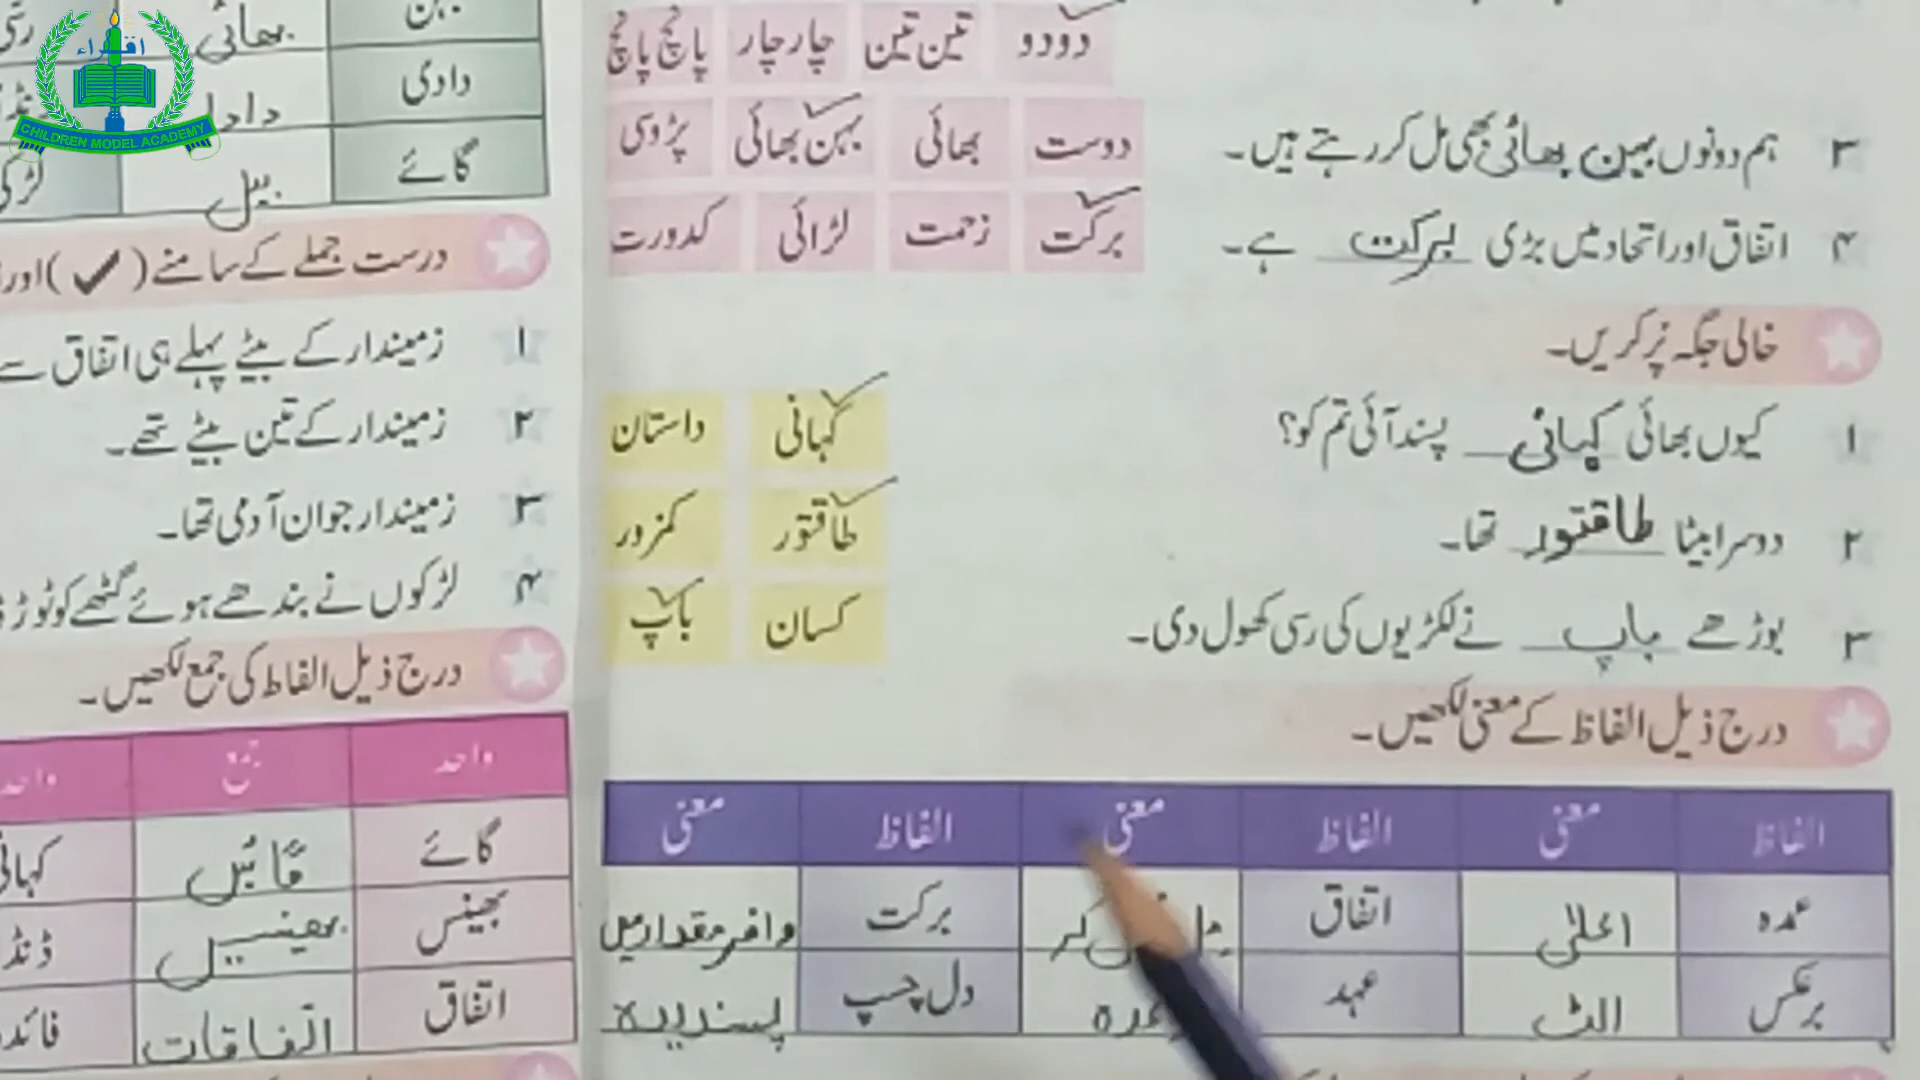 اقراء
CHILDREN MODEL ACADEMY
دو دو تین تین چار چار پانچ پانچ
۳ ہم دونوں بہن بھائی بھی مل کر رہتے ہیں۔
دوست بھائی بہن بھائی پڑوسی
۴ اتفاق اور اتحاد میں بڑی برکت ہے۔
برکت زحمت لڑائی کدورت
خالی جگہ پُر کریں۔
۱ کیوں بھائی کہانی پسند آئی تم کو؟
کہانی داستان
۲ دوسرا بیٹا طاقتور تھا۔
طاقتور کمزور
۳ بوڑھے باپ نے لکڑیوں کی رسی کھول دی۔
کسان باپ
درج ذیل الفاظ کے معنی لکھیں۔
الفاظ معنی الفاظ معنی الفاظ معنی
عمدہ اعلیٰ اتفاق کر برکت وافر مقدار میں
برعکس الٹ عہد دل چسپ پسندیدہ
بہن بھائی
دادی دادا
گائے بیل
درست جملے کے سامنے (✓) اور
۱ زمیندار کے بیٹے پہلے ہی اتفاق سے
۲ زمیندار کے تین بیٹے تھے۔
۳ زمیندار جوان آدمی تھا۔
۴ لڑکوں نے بندھے ہوئے گٹھے کو توڑ
درج ذیل الفاظ کی جمع لکھیں۔
واحد جمع واحد
گائے گائیں
بھینس بھینسیں
اتفاق اتفاقات